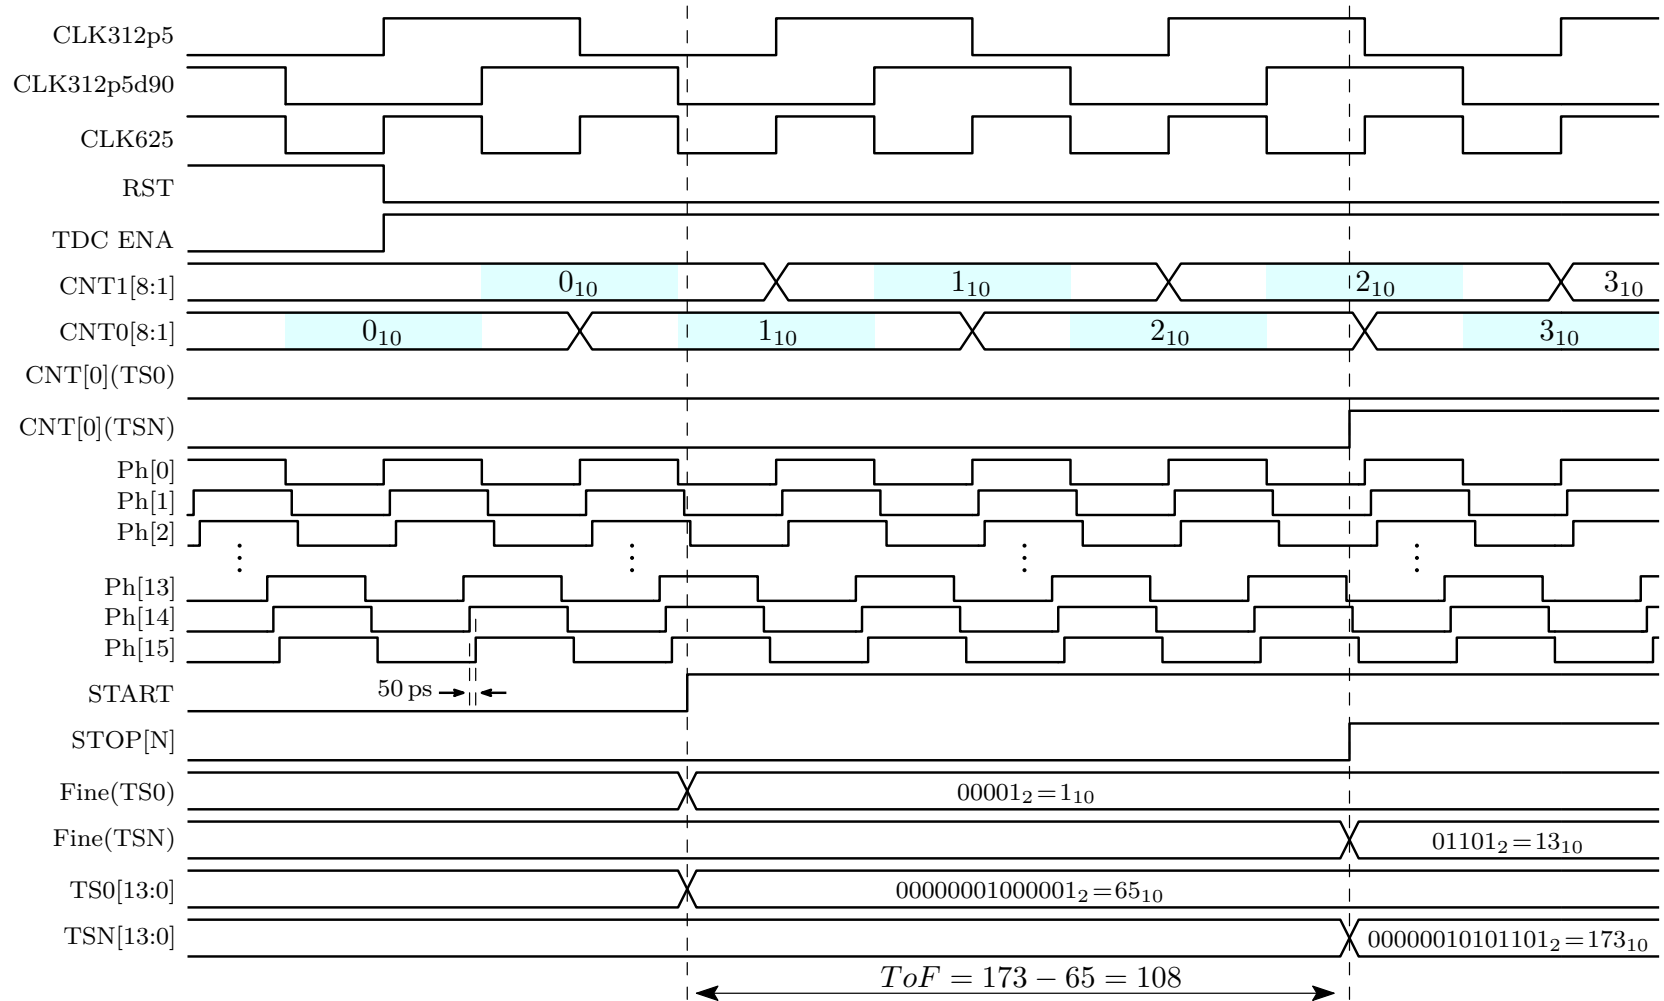 CLK312p5
CLK312p5d90
CLK625
RST
TDC ENA
CNT1[8:1] 0₁₀ 1₁₀ 2₁₀ 3₁₀
CNT0[8:1] 0₁₀ 1₁₀ 2₁₀ 3₁₀
CNT[0](TS0)
CNT[0](TSN)
Ph[0]
Ph[1]
Ph[2]
Ph[13]
Ph[14]
Ph[15]
START 50 ps
STOP[N]
Fine(TS0) 00001₂=1₁₀
Fine(TSN) 01101₂=13₁₀
TS0[13:0] 00000001000001₂=65₁₀
TSN[13:0] 00000010101101₂=173₁₀
ToF = 173 − 65 = 108